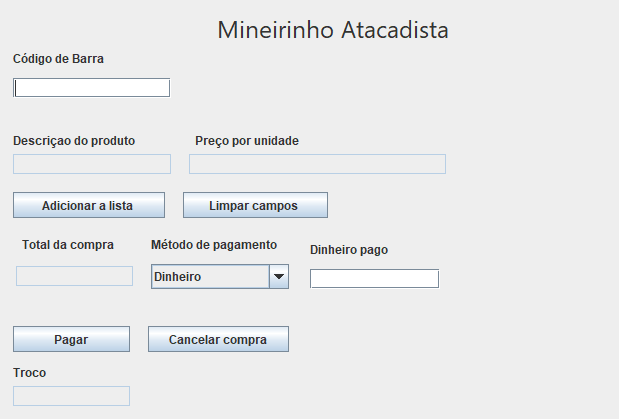 Mineirinho Atacadista
Código de Barra
Descriçao do produto Preço por unidade
Adicionar a lista Limpar campos
Total da compra Método de pagamento Dinheiro pago
Dinheiro
Pagar Cancelar compra
Troco